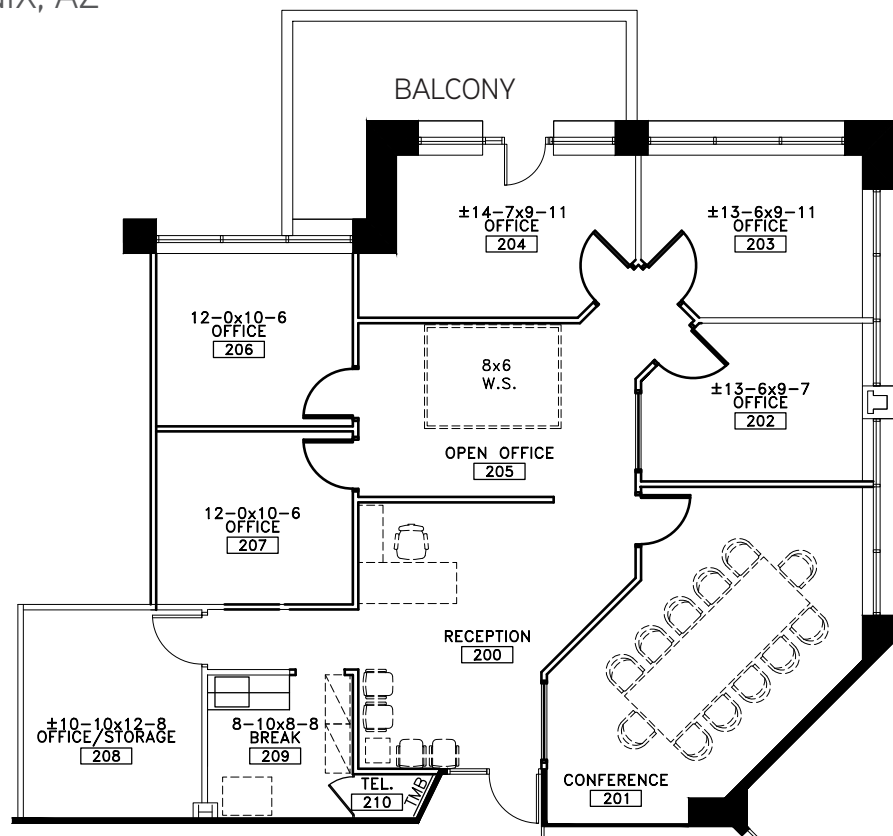 BALCONY
±14-7x9-11
OFFICE
204
±13-6x9-11
OFFICE
203
12-0x10-6
OFFICE
206
8x6
W.S.
±13-6x9-7
OFFICE
202
OPEN OFFICE
205
12-0x10-6
OFFICE
207
RECEPTION
200
±10-10x12-8
OFFICE/STORAGE
208
8-10x8-8
BREAK
209
TEL.
210
TMB
CONFERENCE
201